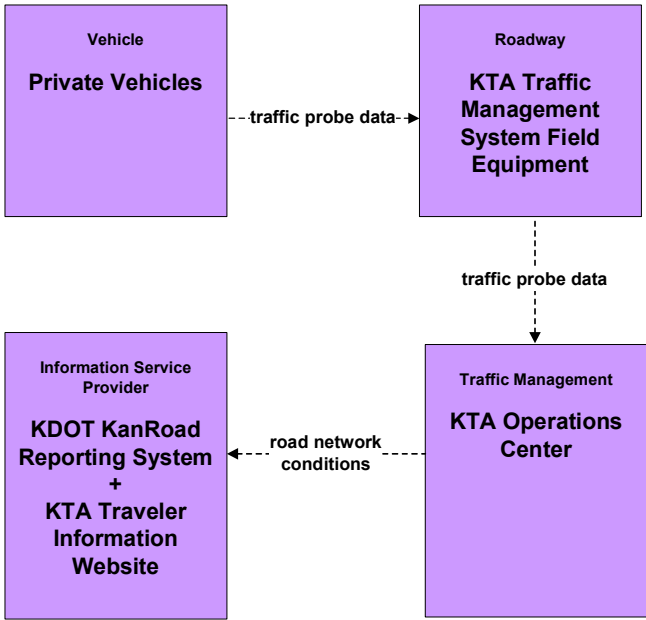 Vehicle
Private Vehicles
traffic probe data
Roadway
KTA Traffic
Management
System Field
Equipment
traffic probe data
Information Service
Provider
KDOT KanRoad
Reporting System
+
KTA Traveler
Information
Website
road network
conditions
Traffic Management
KTA Operations
Center